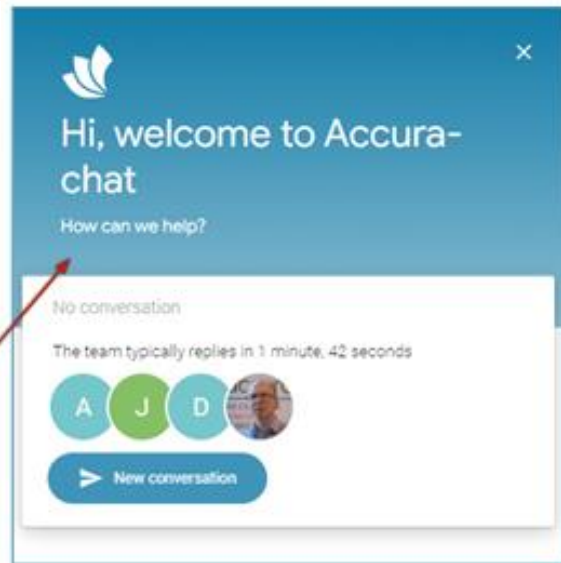 Hi, welcome to Accura-
chat
How can we help?
No conversation
The team typically replies in 1 minute, 42 seconds
A J D
New conversation